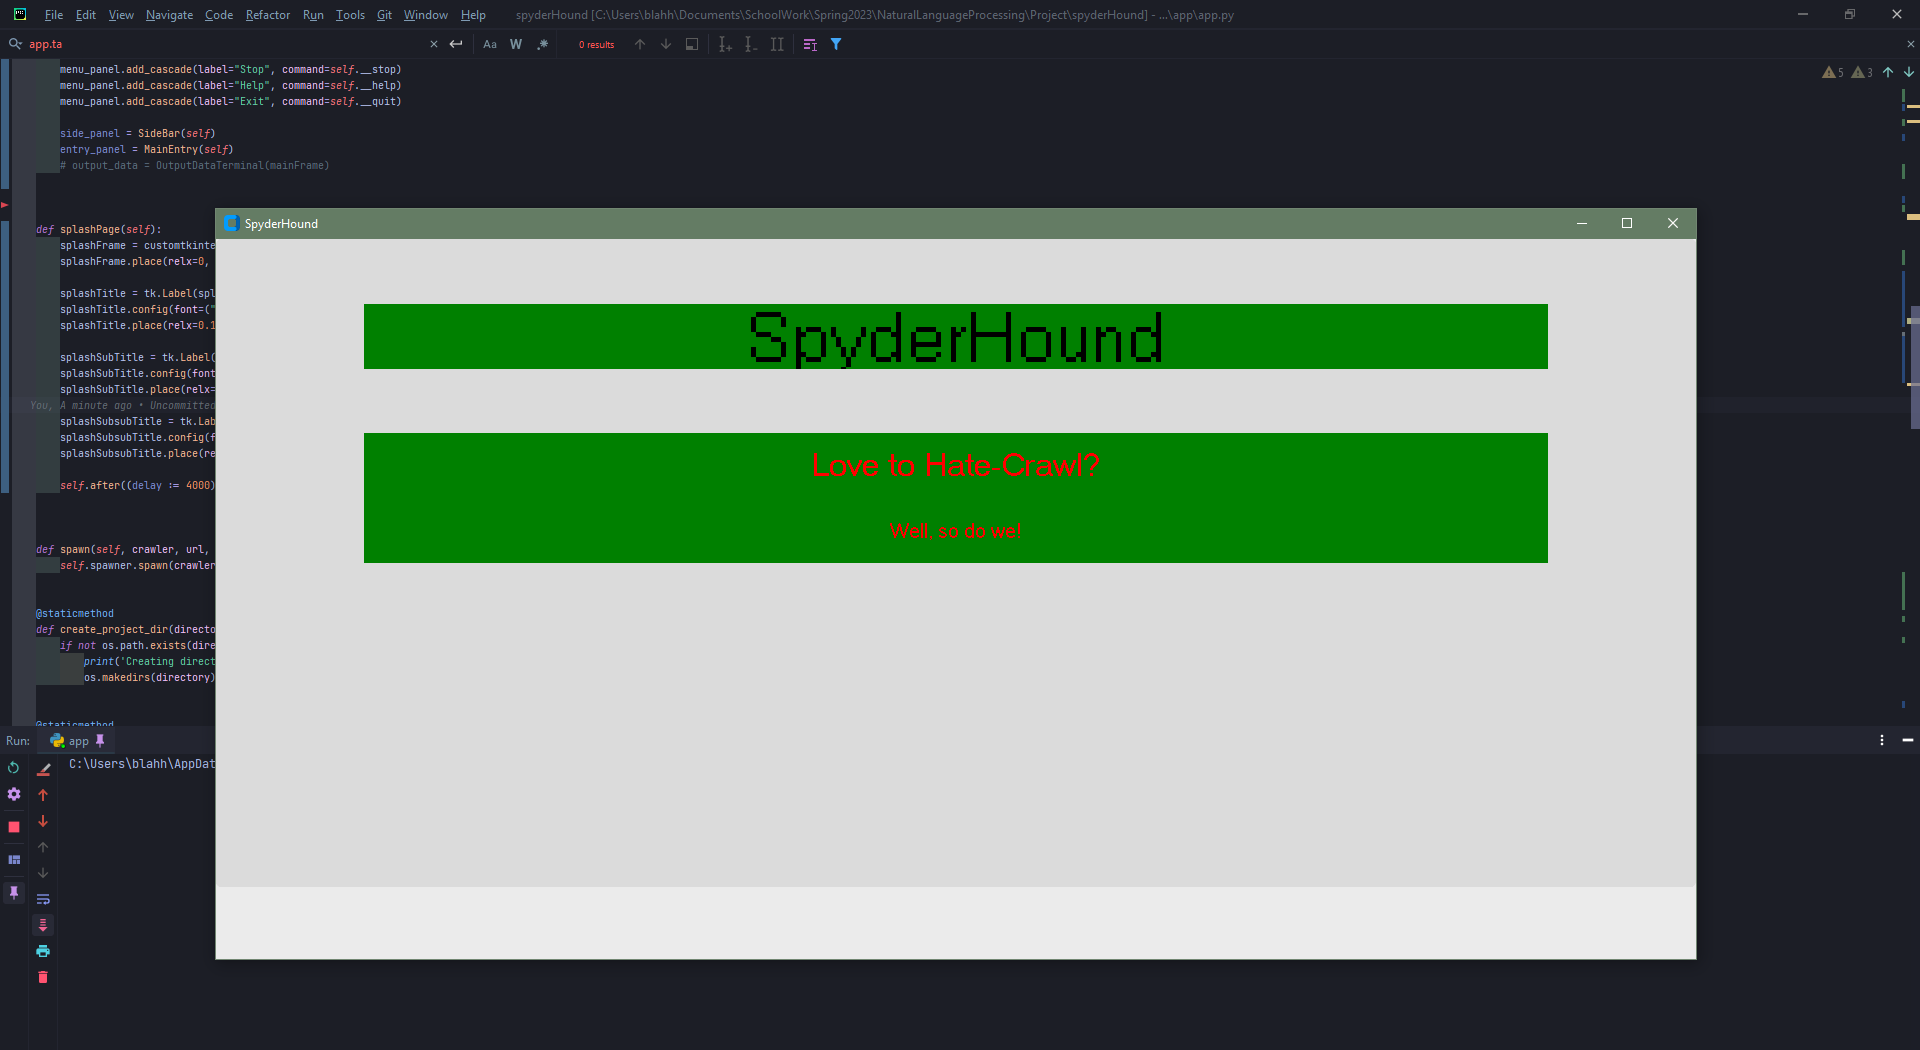 File Edit View Navigate Code Refactor Run Tools Git Window Help spyderHound [C:\Users\blahh\Documents\SchoolWork\Spring2023\NaturalLanguageProcessing\Project\spyderHound] - ...\app\app.py
app.ta Aa W .* 0 results
menu_panel.add_cascade(label="Stop", command=self.__stop)
menu_panel.add_cascade(label="Help", command=self.__help)
menu_panel.add_cascade(label="Exit", command=self.__quit)
5 3
side_panel = SideBar(self)
entry_panel = MainEntry(self)
# output_data = OutputDataTerminal(mainFrame)
def splashPage(self):
splashFrame = customtkinte
splashFrame.place(relx=0,
splashTitle = tk.Label(spl
splashTitle.config(font=("
splashTitle.place(relx=0.1
splashSubTitle = tk.Label(
splashSubTitle.config(font
splashSubTitle.place(relx=
You, A minute ago • Uncommitted
splashSubsubTitle = tk.Lab
splashSubsubTitle.config(f
splashSubsubTitle.place(re
self.after((delay := 4000)
def spawn(self, crawler, url,
self.spawner.spawn(crawler
@staticmethod
def create_project_dir(directo
if not os.path.exists(dire
print('Creating direct
os.makedirs(directory)
@staticmethod
SpyderHound
SpyderHound
Love to Hate-Crawl?
Well, so do we!
Run: app
C:\Users\blahh\AppDat